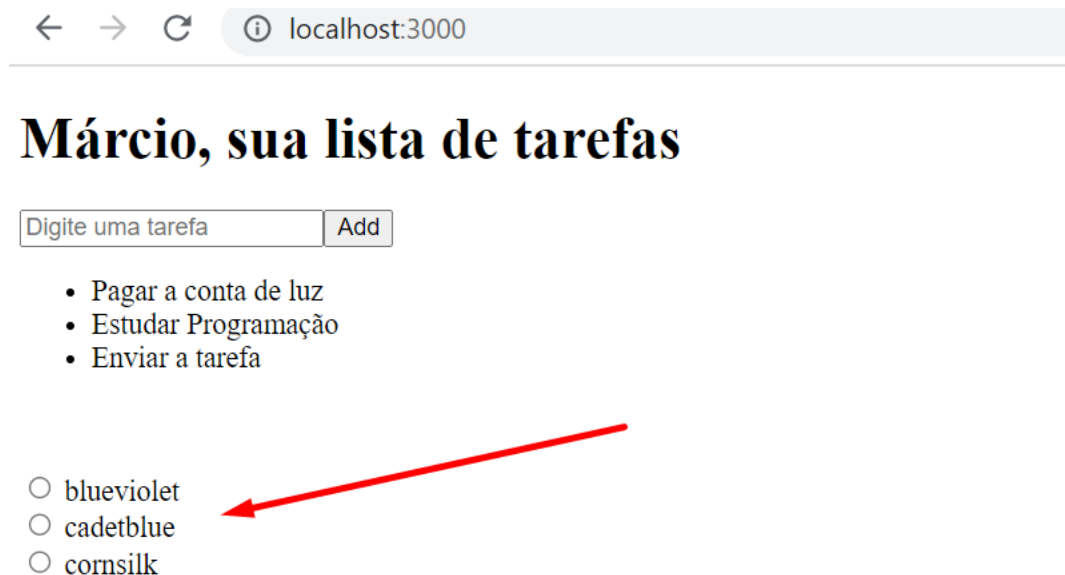 localhost:3000
Márcio, sua lista de tarefas
Digite uma tarefa Add
Pagar a conta de luz
Estudar Programação
Enviar a tarefa
blueviolet
cadetblue
cornsilk